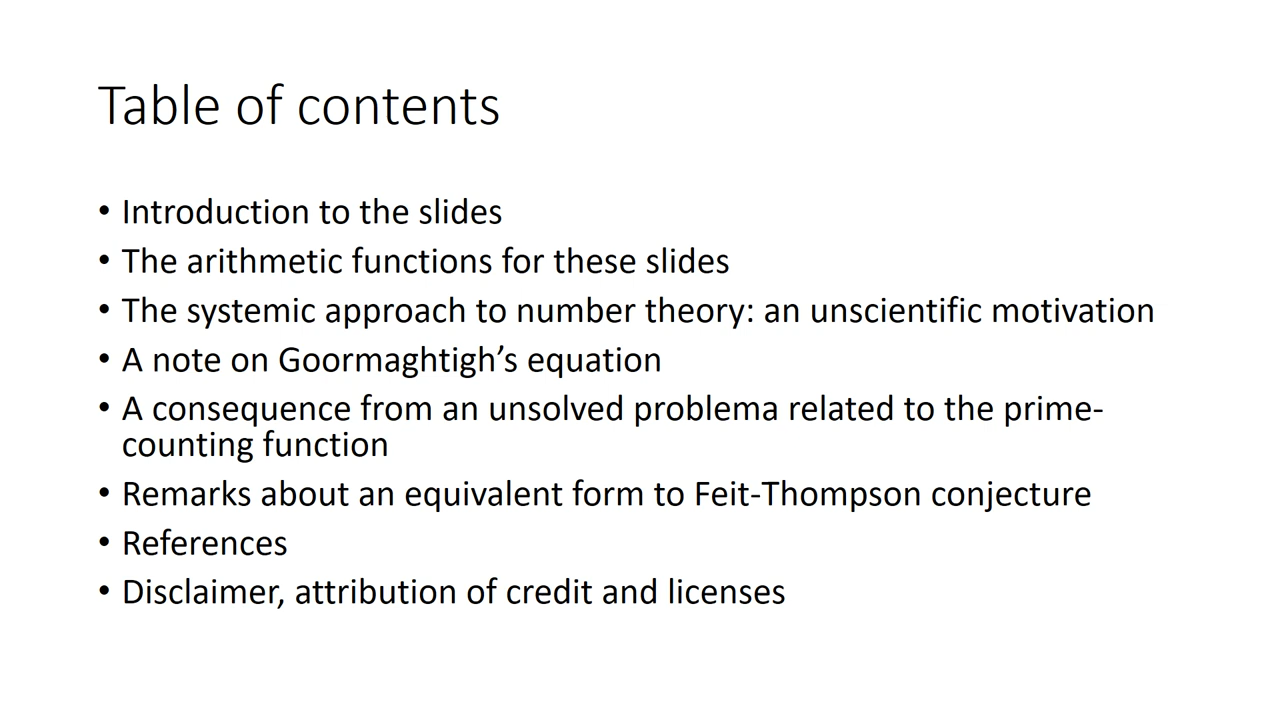 Table of contents
• Introduction to the slides
• The arithmetic functions for these slides
• The systemic approach to number theory: an unscientific motivation
• A note on Goormaghtigh’s equation
• A consequence from an unsolved problema related to the prime-
counting function
• Remarks about an equivalent form to Feit-Thompson conjecture
• References
• Disclaimer, attribution of credit and licenses